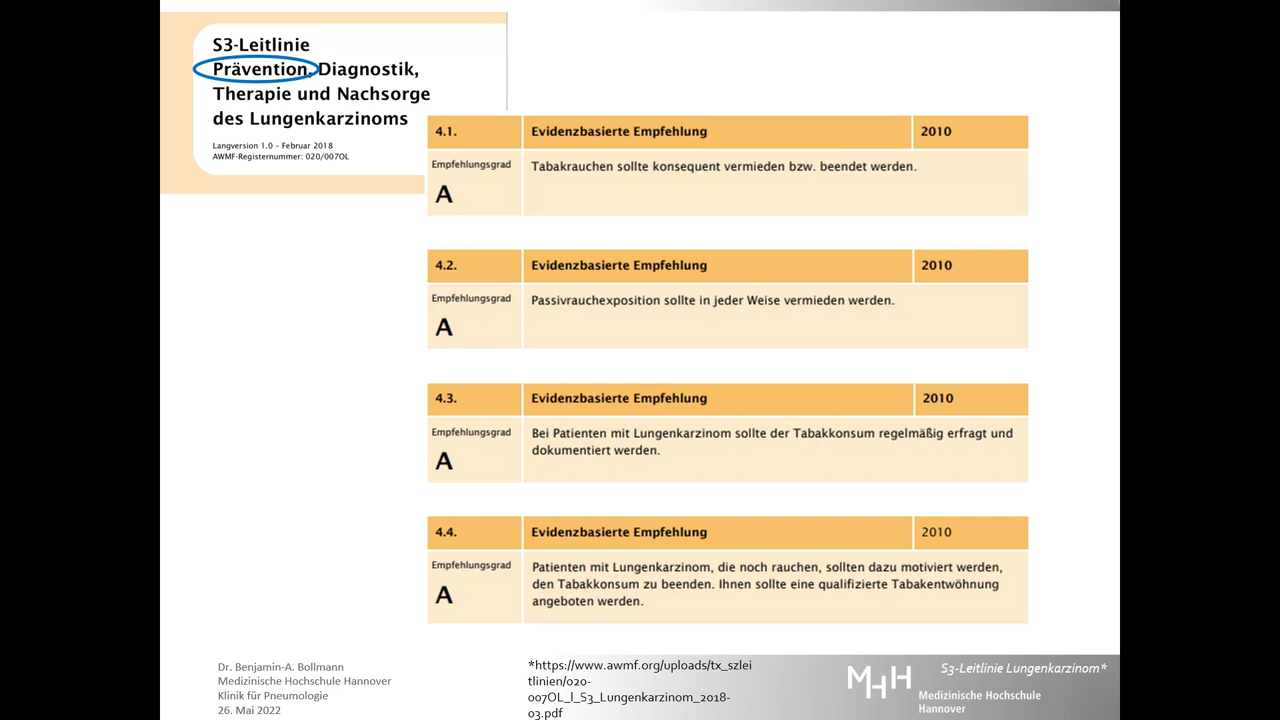 S3-Leitlinie
Prävention, Diagnostik,
Therapie und Nachsorge
des Lungenkarzinoms
Langversion 1.0 – Februar 2018
AWMF-Registernummer: 020/007OL
4.1. Evidenzbasierte Empfehlung 2010
Empfehlungsgrad
A
Tabakrauchen sollte konsequent vermieden bzw. beendet werden.
4.2. Evidenzbasierte Empfehlung 2010
Empfehlungsgrad
A
Passivrauchexposition sollte in jeder Weise vermieden werden.
4.3. Evidenzbasierte Empfehlung 2010
Empfehlungsgrad
A
Bei Patienten mit Lungenkarzinom sollte der Tabakkonsum regelmäßig erfragt und
dokumentiert werden.
4.4. Evidenzbasierte Empfehlung 2010
Empfehlungsgrad
A
Patienten mit Lungenkarzinom, die noch rauchen, sollten dazu motiviert werden,
den Tabakkonsum zu beenden. Ihnen sollte eine qualifizierte Tabakentwöhnung
angeboten werden.
Dr. Benjamin-A. Bollmann
Medizinische Hochschule Hannover
Klinik für Pneumologie
26. Mai 2022
*https://www.awmf.org/uploads/tx_szlei
tlinien/020-
007OL_l_S3_Lungenkarzinom_2018-
03.pdf
S3-Leitlinie Lungenkarzinom*
MHH
Medizinische Hochschule
Hannover